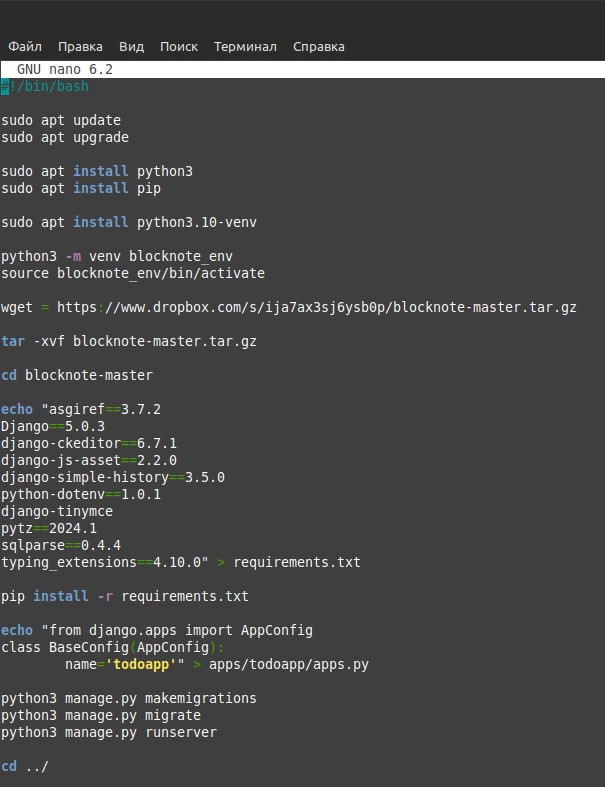 Файл Правка Вид Поиск Терминал Справка
GNU nano 6.2
#!/bin/bash
sudo apt update
sudo apt upgrade
sudo apt install python3
sudo apt install pip
sudo apt install python3.10-venv
python3 -m venv blocknote_env
source blocknote_env/bin/activate
wget = https://www.dropbox.com/s/ija7ax3sj6ysb0p/blocknote-master.tar.gz
tar -xvf blocknote-master.tar.gz
cd blocknote-master
echo "asgiref==3.7.2
Django==5.0.3
django-ckeditor==6.7.1
django-js-asset==2.2.0
django-simple-history==3.5.0
python-dotenv==1.0.1
django-tinymce
pytz==2024.1
sqlparse==0.4.4
typing_extensions==4.10.0" > requirements.txt
pip install -r requirements.txt
echo "from django.apps import AppConfig
class BaseConfig(AppConfig):
        name='todoapp'" > apps/todoapp/apps.py
python3 manage.py makemigrations
python3 manage.py migrate
python3 manage.py runserver
cd ../